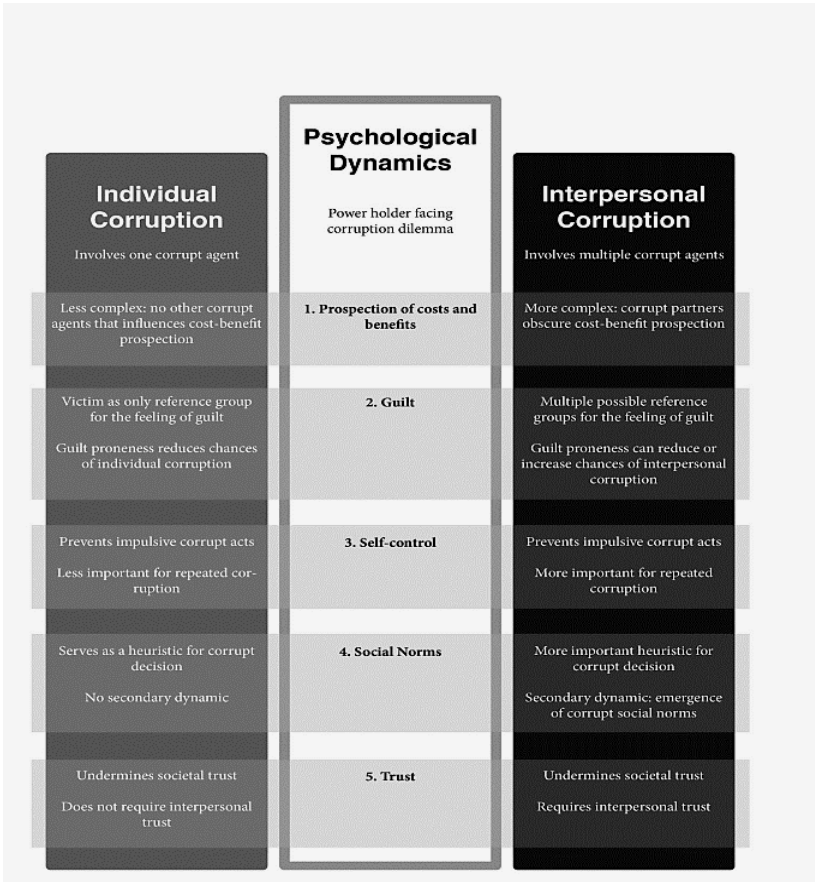 Psychological
Dynamics
Power holder facing
corruption dilemma
Individual
Corruption
Involves one corrupt agent
Interpersonal
Corruption
Involves multiple corrupt agents
Less complex: no other corrupt
agents that influences cost-benefit
prospection
1. Prospection of costs and
benefits
More complex: corrupt partners
obscure cost-benefit prospection
Victim as only reference group
for the feeling of guilt
Guilt proneness reduces chances
of individual corruption
2. Guilt
Multiple possible reference
groups for the feeling of guilt
Guilt proneness can reduce or
increase chances of interpersonal
corruption
Prevents impulsive corrupt acts
Less important for repeated cor-
ruption
3. Self-control
Prevents impulsive corrupt acts
More important for repeated
corruption
Serves as a heuristic for corrupt
decision
No secondary dynamic
4. Social Norms
More important heuristic for
corrupt decision
Secondary dynamic: emergence
of corrupt social norms
Undermines societal trust
Does not require interpersonal
trust
5. Trust
Undermines societal trust
Requires interpersonal trust